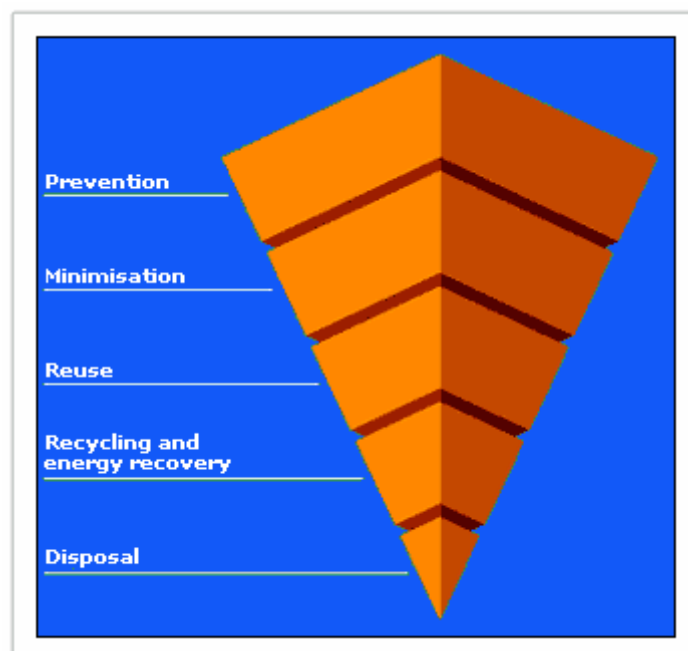 Prevention
Minimisation
Reuse
Recycling and
energy recovery
Disposal